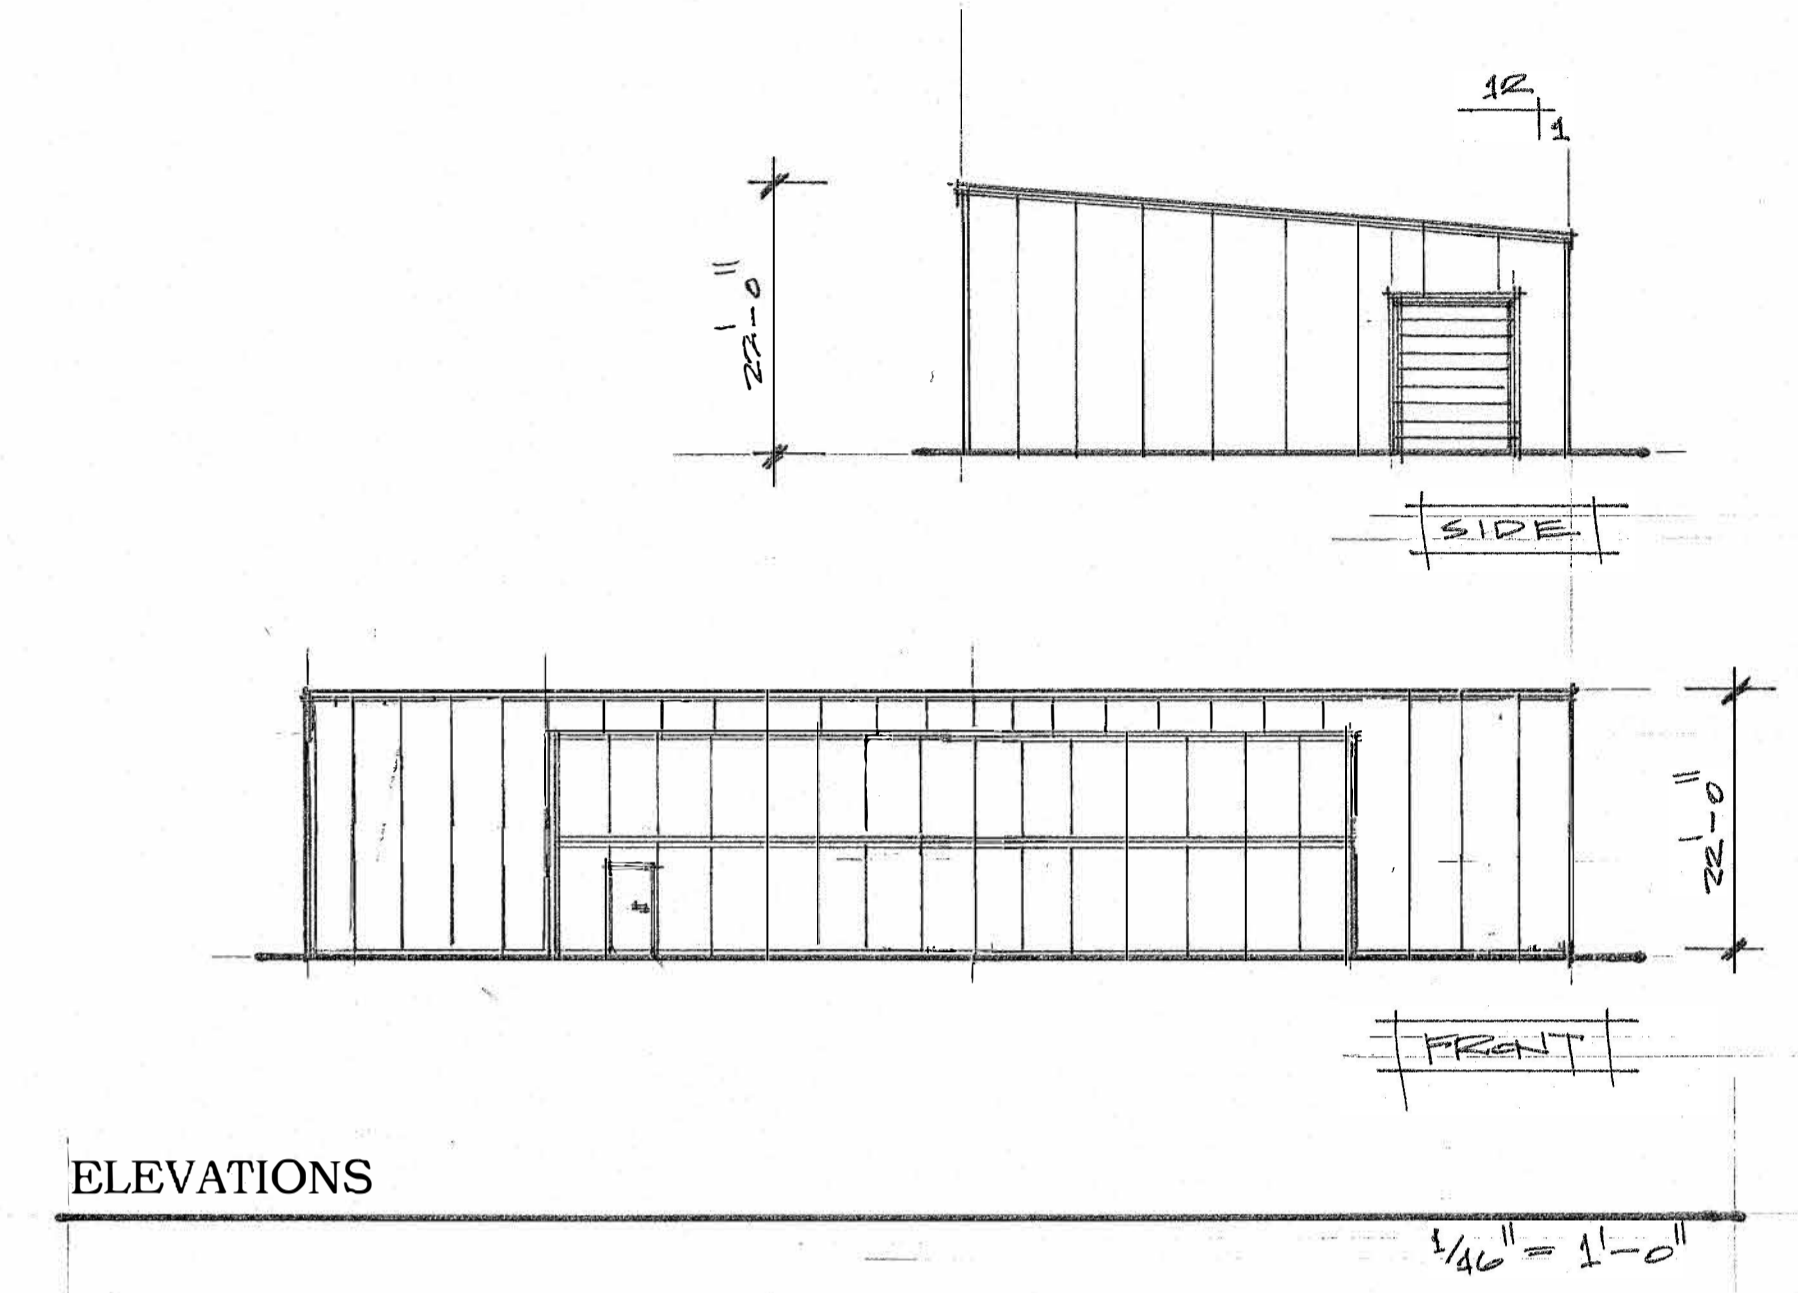 12
1
22'-0"
SIDE
22'-0"
FRONT
ELEVATIONS
1/16" = 1'-0"